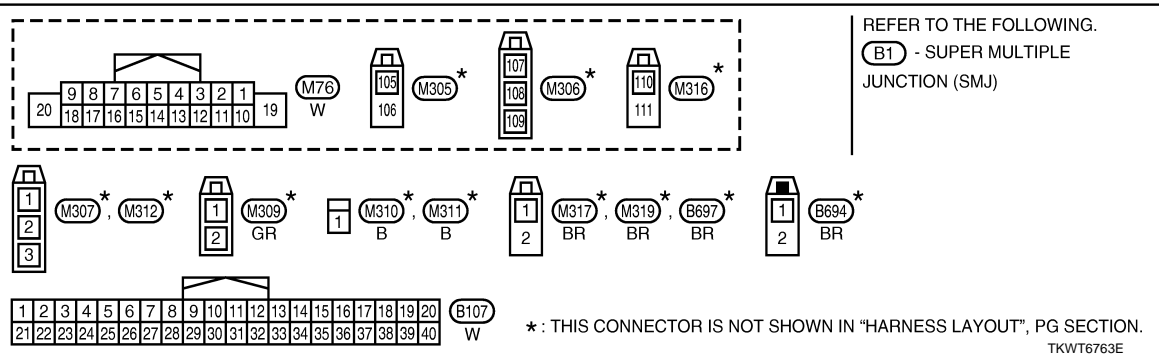 REFER TO THE FOLLOWING.
B1 - SUPER MULTIPLE
JUNCTION (SMJ)
9 8 7 6 5 4 3 2 1
20 18 17 16 15 14 13 12 11 10 19
M76
W
105
106
M305*
107
108
109
M306*
110
111
M316*
1
2
3
M307*, M312*
1
2
M309*
GR
1
M310*, M311*
B B
1
2
M317*, M319*, B697*
BR BR BR
1
2
B694*
BR
1 2 3 4 5 6 7 8 9 10 11 12 13 14 15 16 17 18 19 20
21 22 23 24 25 26 27 28 29 30 31 32 33 34 35 36 37 38 39 40
B107
W
* : THIS CONNECTOR IS NOT SHOWN IN “HARNESS LAYOUT”, PG SECTION.
TKWT6763E